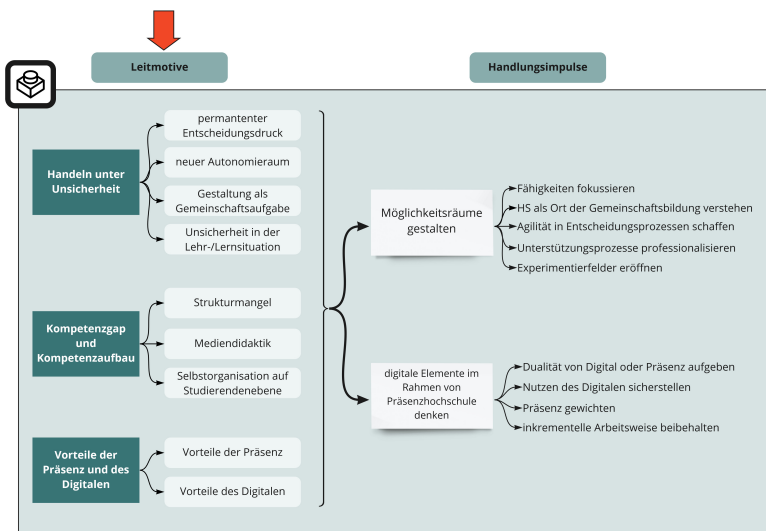 Leitmotive
Handlungsimpulse
Handeln unter
Unsicherheit
permantenter
Entscheidungsdruck
neuer Autonomieraum
Gestaltung als
Gemeinschaftsaufgabe
Unsicherheit in der
Lehr-/Lernsituation
Kompetenzgap
und
Kompetenzaufbau
Strukturmangel
Mediendidaktik
Selbstorganisation auf
Studierendenebene
Vorteile der
Präsenz und des
Digitalen
Vorteile der Präsenz
Vorteile des Digitalen
Möglichkeitsräume
gestalten
Fähigkeiten fokussieren
HS als Ort der Gemeinschaftsbildung verstehen
Agilität in Entscheidungsprozessen schaffen
Unterstützungsprozesse professionalisieren
Experimentierfelder eröffnen
digitale Elemente im
Rahmen von
Präsenzhochschule
denken
Dualität von Digital oder Präsenz aufgeben
Nutzen des Digitalen sicherstellen
Präsenz gewichten
inkrementelle Arbeitsweise beibehalten